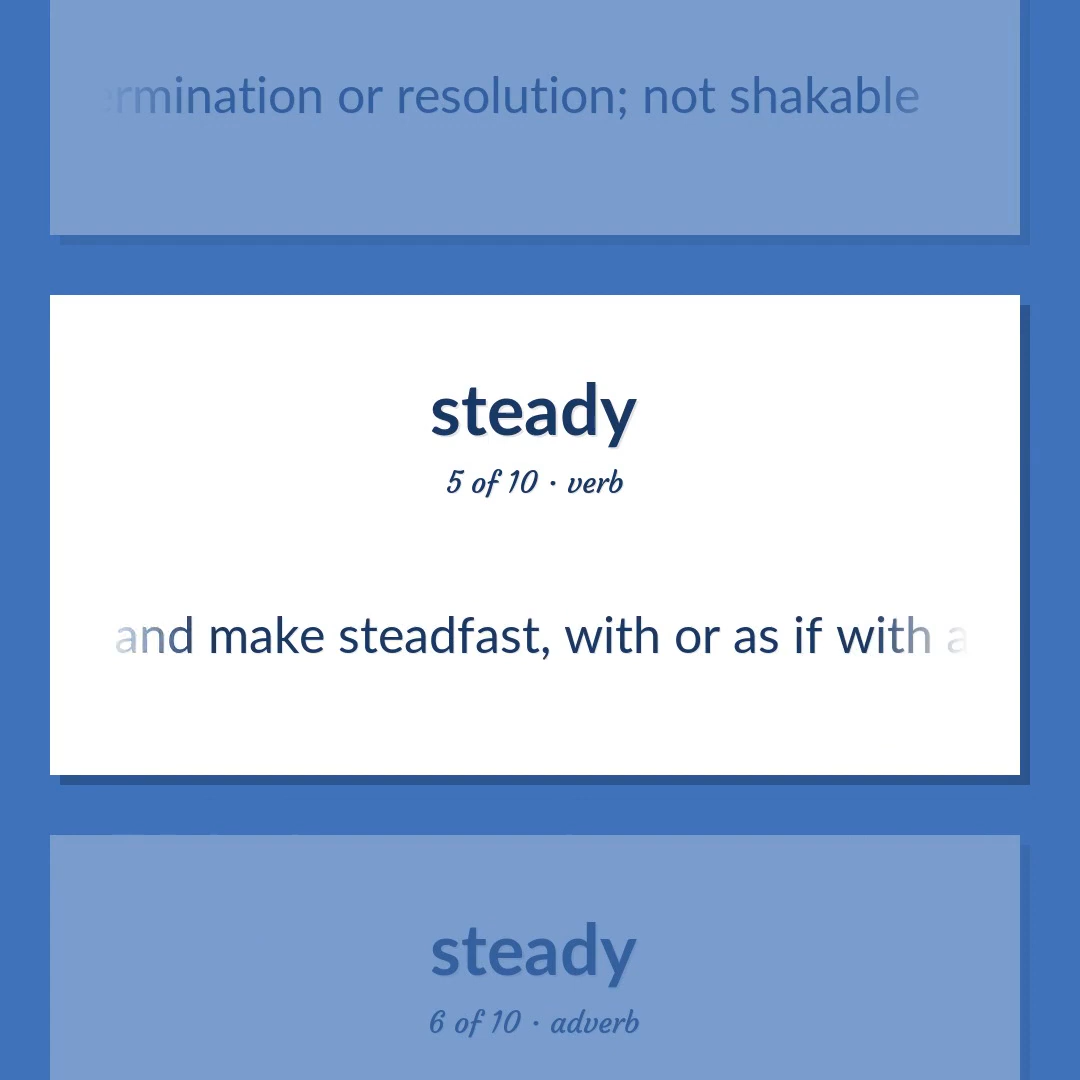 ermination or resolution; not shakable
steady
5 of 10 · verb
and make steadfast, with or as if with a
steady
6 of 10 · adverb